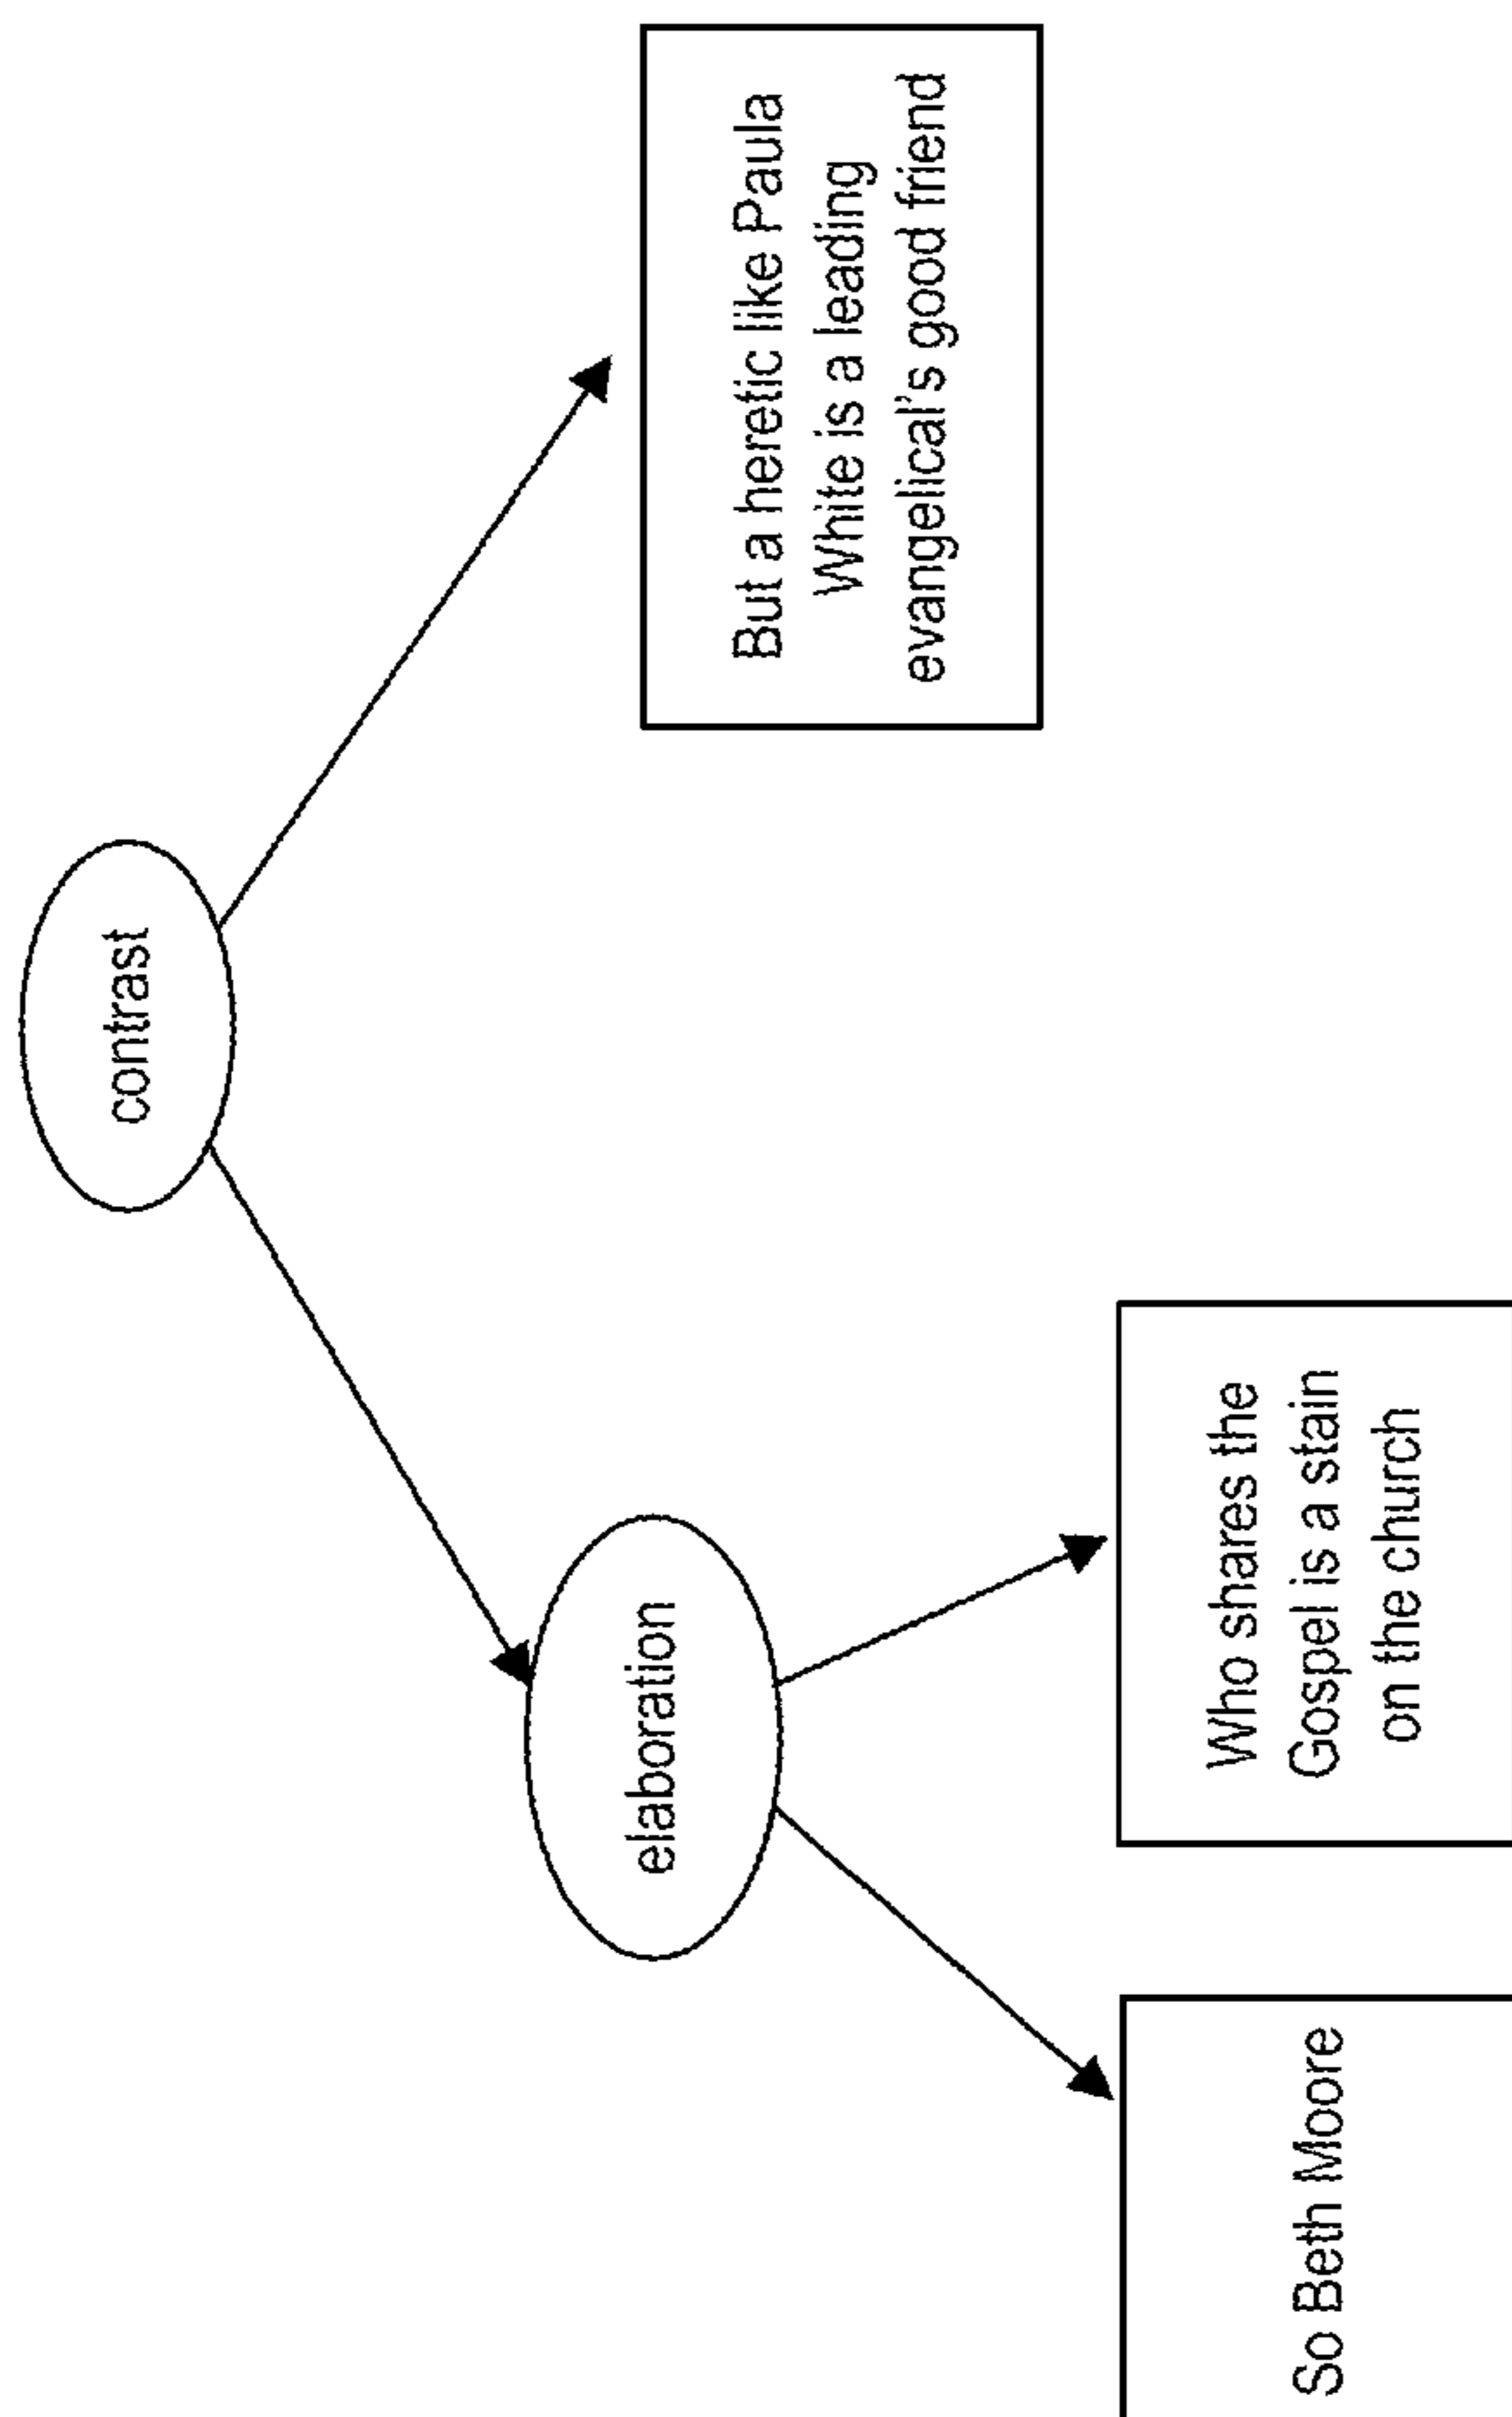 contrast
elaboration
But a heretic like Paula
White is a leading
evangelical's good friend
So Beth Moore
Who shares the
Gospel is a stain
on the church